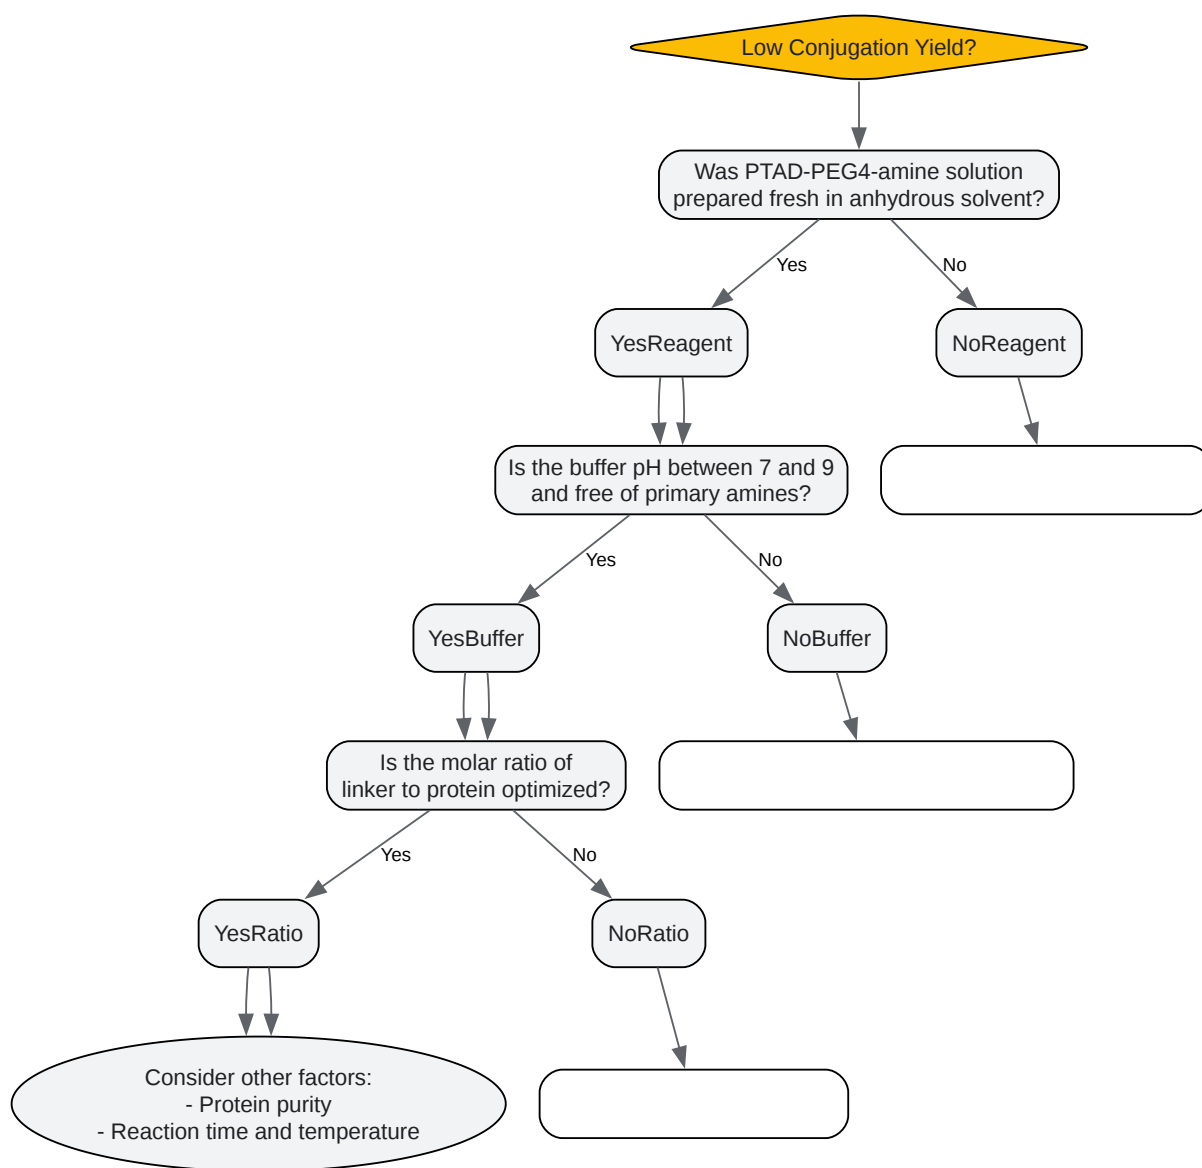 Low Conjugation Yield?
Was PTAD-PEG4-amine solution
prepared fresh in anhydrous solvent?
Yes
No
YesReagent
NoReagent
Is the buffer pH between 7 and 9
and free of primary amines?
Yes
No
YesBuffer
NoBuffer
Is the molar ratio of
linker to protein optimized?
Yes
No
YesRatio
NoRatio
Consider other factors:
- Protein purity
- Reaction time and temperature